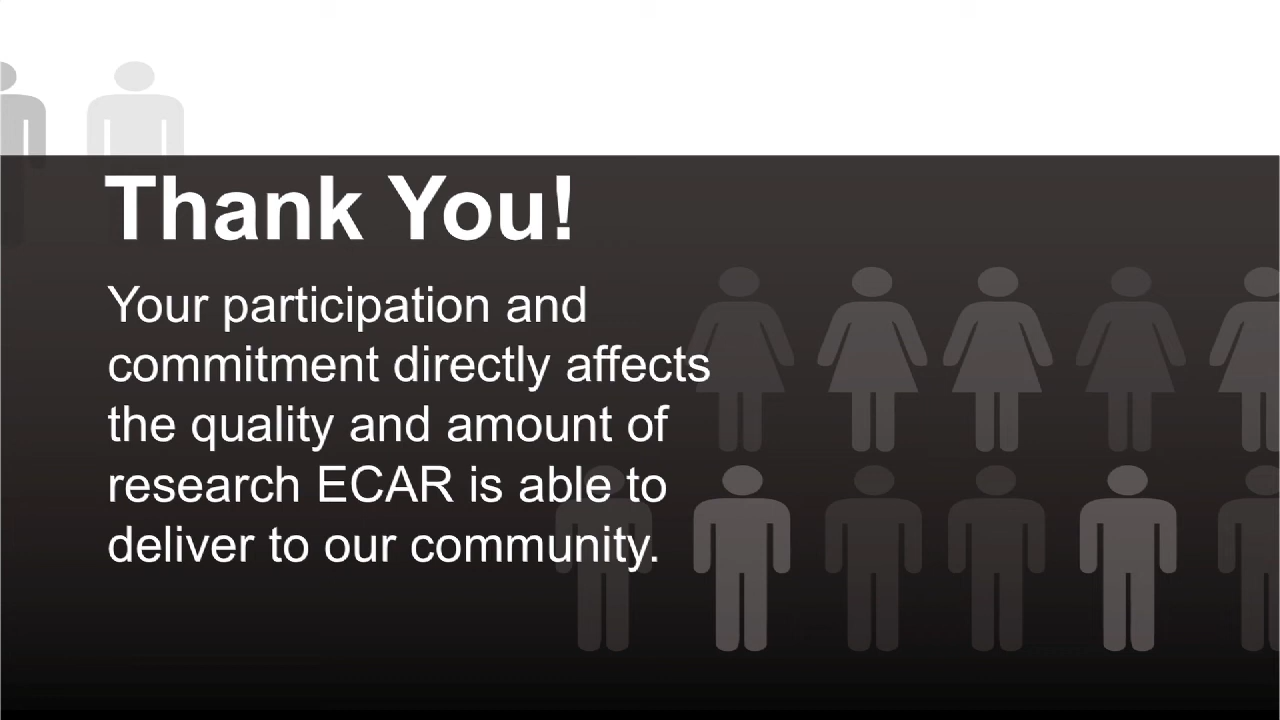 Thank You!
Your participation and
commitment directly affects
the quality and amount of
research ECAR is able to
deliver to our community.